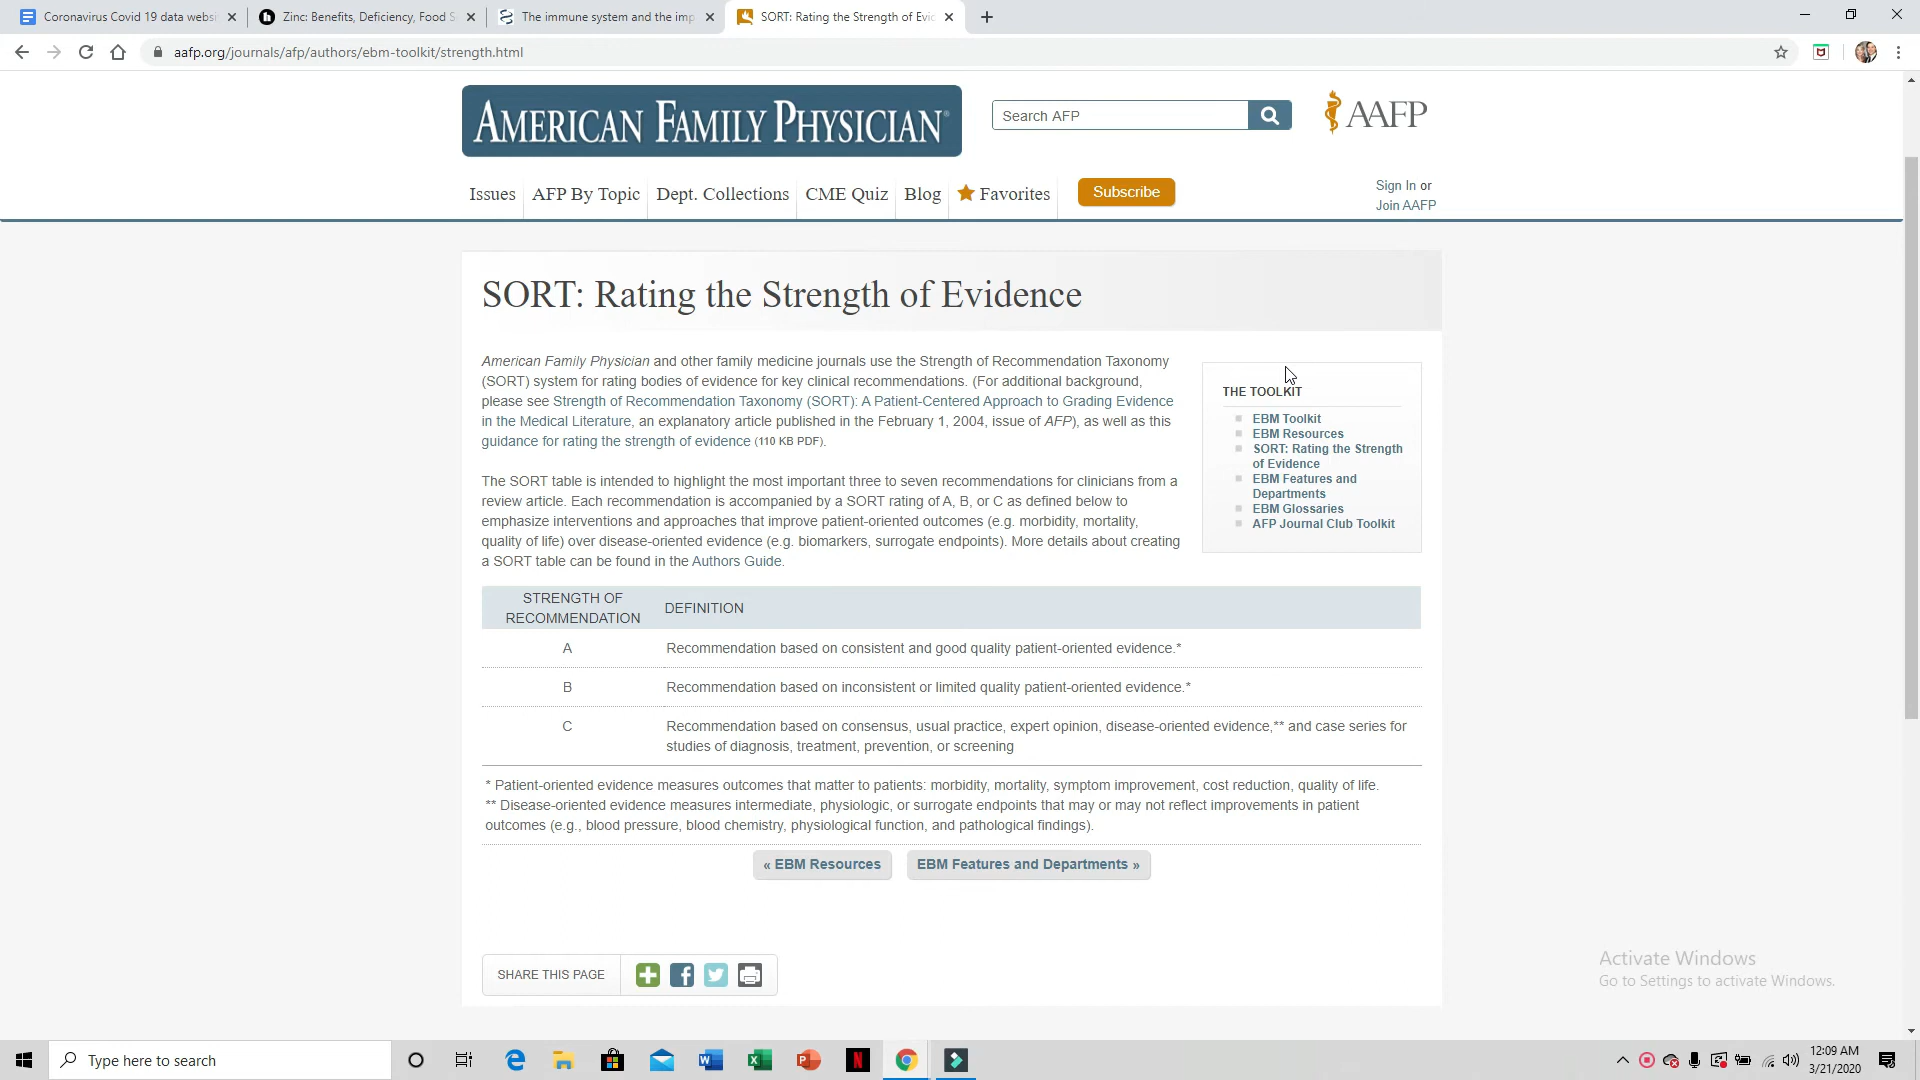 Coronavirus Covid 19 data websi
Zinc: Benefits, Deficiency, Food S
The immune system and the imp
SORT: Rating the Strength of Evid
aafp.org/journals/afp/authors/ebm-toolkit/strength.html
AMERICAN FAMILY PHYSICIAN®
Search AFP
AAFP
Issues
AFP By Topic
Dept. Collections
CME Quiz
Blog
Favorites
Subscribe
Sign In or
Join AAFP
SORT: Rating the Strength of Evidence
American Family Physician and other family medicine journals use the Strength of Recommendation Taxonomy
(SORT) system for rating bodies of evidence for key clinical recommendations. (For additional background,
please see Strength of Recommendation Taxonomy (SORT): A Patient-Centered Approach to Grading Evidence
in the Medical Literature, an explanatory article published in the February 1, 2004, issue of AFP), as well as this
guidance for rating the strength of evidence (110 KB PDF).
The SORT table is intended to highlight the most important three to seven recommendations for clinicians from a
review article. Each recommendation is accompanied by a SORT rating of A, B, or C as defined below to
emphasize interventions and approaches that improve patient-oriented outcomes (e.g. morbidity, mortality,
quality of life) over disease-oriented evidence (e.g. biomarkers, surrogate endpoints). More details about creating
a SORT table can be found in the Authors Guide.
THE TOOLKIT
EBM Toolkit
EBM Resources
SORT: Rating the Strength
of Evidence
EBM Features and
Departments
EBM Glossaries
AFP Journal Club Toolkit
STRENGTH OF
RECOMMENDATION
DEFINITION
A
Recommendation based on consistent and good quality patient-oriented evidence.*
B
Recommendation based on inconsistent or limited quality patient-oriented evidence.*
C
Recommendation based on consensus, usual practice, expert opinion, disease-oriented evidence,** and case series for
studies of diagnosis, treatment, prevention, or screening
* Patient-oriented evidence measures outcomes that matter to patients: morbidity, mortality, symptom improvement, cost reduction, quality of life.
** Disease-oriented evidence measures intermediate, physiologic, or surrogate endpoints that may or may not reflect improvements in patient
outcomes (e.g., blood pressure, blood chemistry, physiological function, and pathological findings).
« EBM Resources
EBM Features and Departments »
SHARE THIS PAGE
Activate Windows
Go to Settings to activate Windows.
Type here to search
12:09 AM
3/21/2020